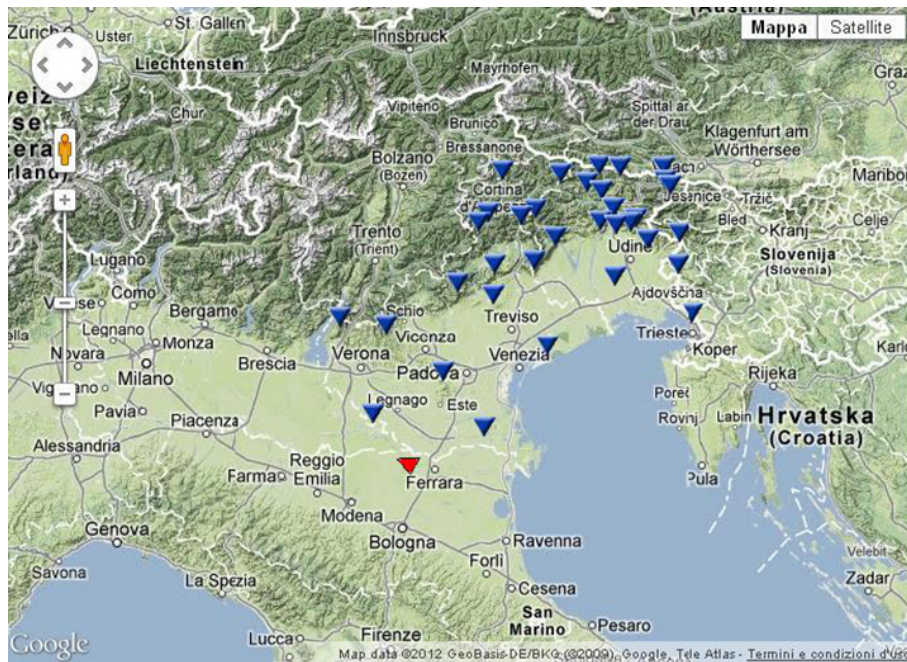 (Austria)
Mappa
Satellite
Zürich
Uster
St. Gallen
Innsbruck
Liechtenstein
Mayrhofen
Graz
Chur
Vipiteno
Spittal an
der Drau
Brunico
Klagenfurt am
Wörthersee
Bressanone
Bolzano
(Bozen)
Maribor
Cortina
Jesenice
Tržič
Bled
Kranj
Celje
Trento
(Trient)
Udine
Slovenija
(Slovenia)
Lugano
Ajdovščina
Como
Bergamo
Schio
Treviso
Legnano
Monza
Vicenza
Trieste
Koper
Novara
Brescia
Verona
Venezia
Milano
Padova
Rijeka
Pavia
Legnago
Este
Poreč
Rovinj
Labin
Hrvatska
(Croatia)
Piacenza
Alessandria
Reggio
Emilia
Parma
Ferrara
Pula
Modena
Genova
Bologna
Ravenna
Forlì
Velebit
Savona
La Spezia
Cesena
Zadar
San
Marino
Pesaro
Lucca
Firenze
Google
Map data ©2012 GeoBasis-DE/BKG (©2009), Google, Tele Atlas - Termini e condizioni d'uso